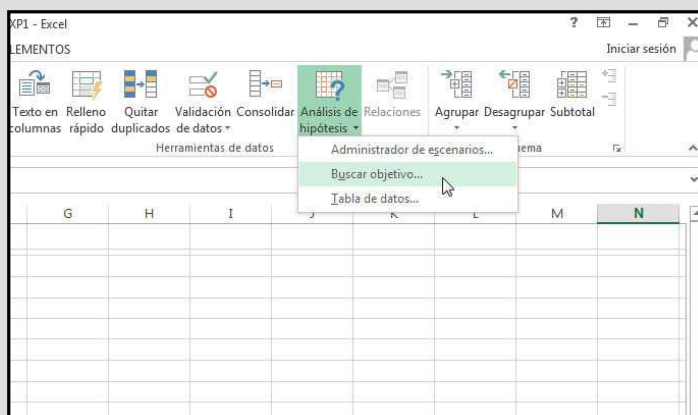 XP1 - Excel
?
LEMENTOS
Iniciar sesión
Texto en columnas
Relleno rápido
Quitar duplicados
Validación de datos
Consolidar
Análisis de hipótesis
Relaciones
Agrupar
Desagrupar
Subtotal
Herramientas de datos
ema
Administrador de escenarios...
Buscar objetivo...
Tabla de datos...
G H I J K L M N